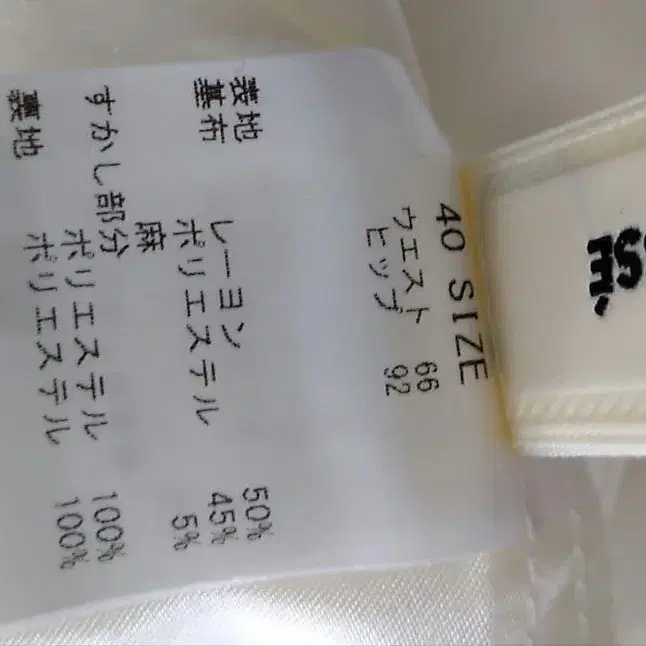 40 SIZE
ウエスト 66
ヒップ 92
表地
基布 レーヨン 50%
ポリエステル 45%
麻 5%
すかし部分 ポリエステル 100%
裏地 ポリエステル 100%